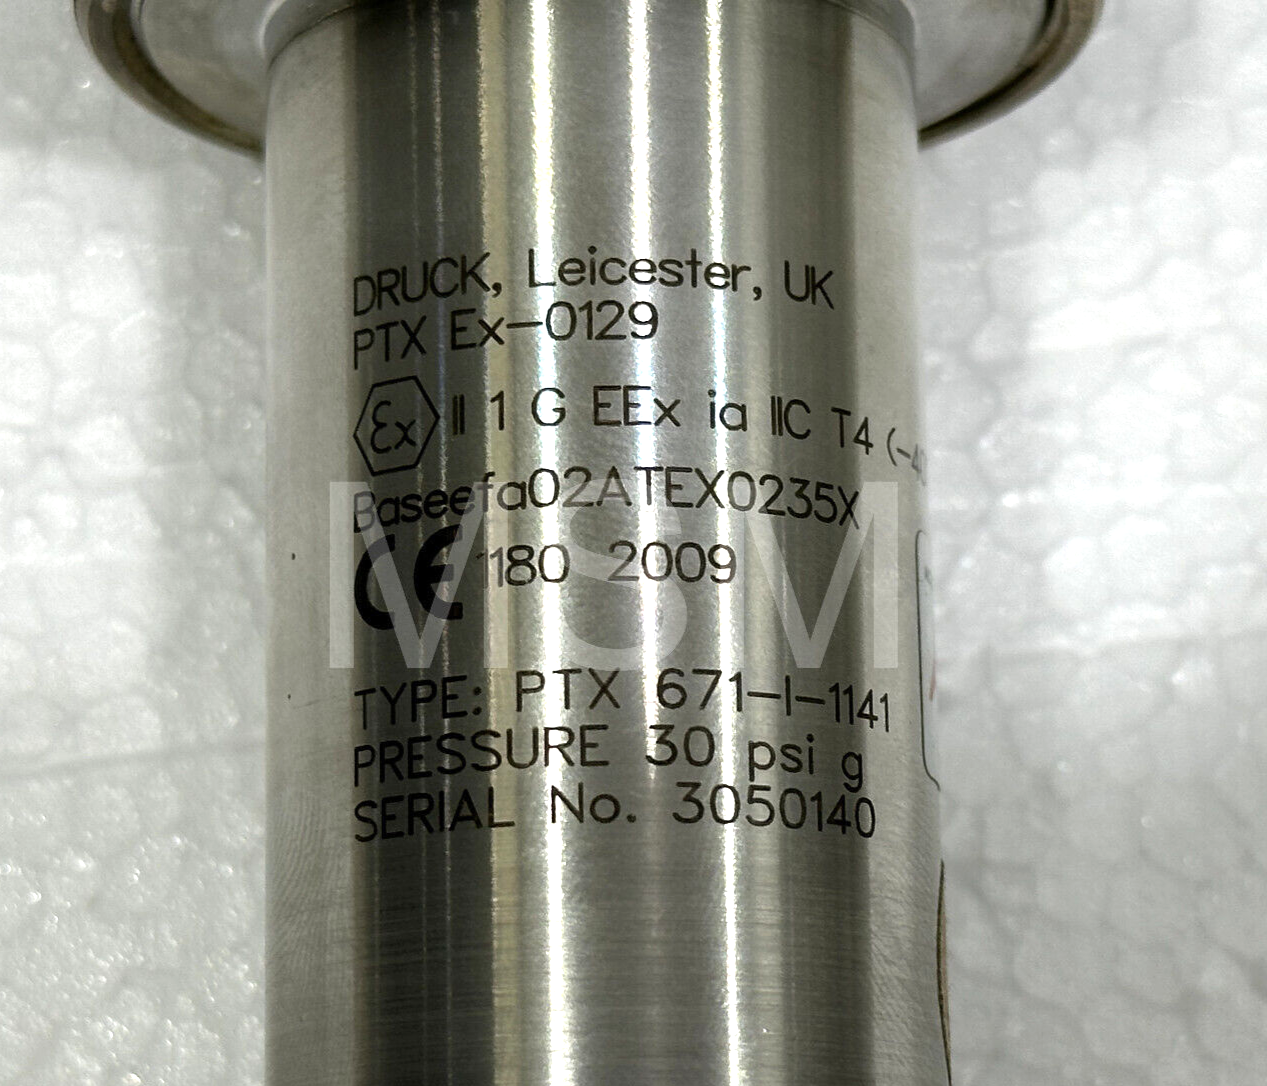 DRUCK, Leicester, UK
PTX Ex-0129
Ex II 1 G EEx ia IIC T4 (-40
Baseefa02ATEX0235X
CE 1180 2009
MSM
TYPE: PTX 671-I-1141
PRESSURE 30 psi g
SERIAL No. 3050140